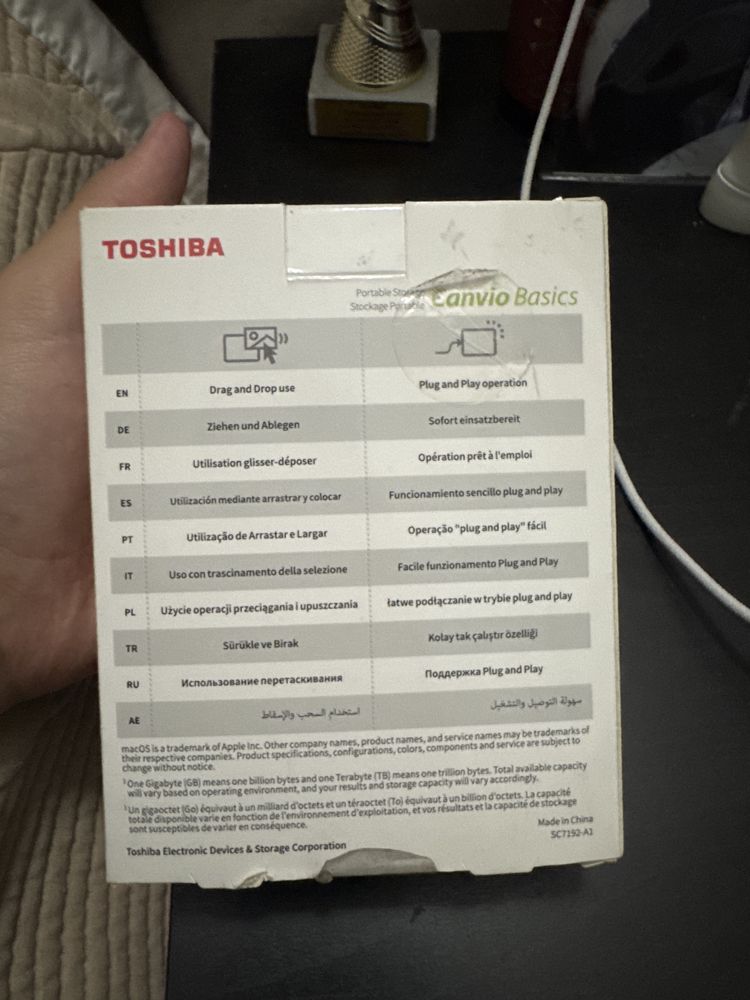 TOSHIBA
Portable Storage
Stockage Portable
Canvio Basics
EN
Drag and Drop use
Plug and Play operation
DE
Ziehen und Ablegen
Sofort einsatzbereit
FR
Utilisation glisser-déposer
Opération prêt à l'emploi
ES
Utilización mediante arrastrar y colocar
Funcionamiento sencillo plug and play
PT
Utilização de Arrastar e Largar
Operação "plug and play" fácil
IT
Uso con trascinamento della selezione
Facile funzionamento Plug and Play
PL
Użycie operacji przeciągania i upuszczania
łatwe podłączanie w trybie plug and play
TR
Sürükle ve Birak
Kolay tak çalıştır özelliği
RU
Использование перетаскивания
Поддержка Plug and Play
AE
استخدام السحب والإسقاط
سهولة التوصيل والتشغيل
macOS is a trademark of Apple Inc. Other company names, product names, and service names may be trademarks of
their respective companies. Product specifications, configurations, colors, components and service are subject to
change without notice.
¹One Gigabyte (GB) means one billion bytes and one Terabyte (TB) means one trillion bytes. Total available capacity
will vary based on operating environment, and your results and storage capacity will vary accordingly.
¹Un gigaoctet (Go) équivaut à un milliard d'octets et un téraoctet (To) équivaut à un billion d'octets. La capacité
totale disponible varie en fonction de l'environnement d'exploitation, et vos résultats et la capacité de stockage
sont susceptibles de varier en conséquence.
Made in China
SC7192-A1
Toshiba Electronic Devices & Storage Corporation